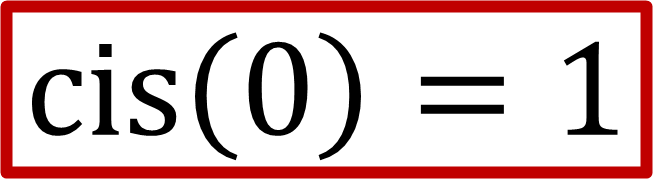 cis(0) = 1